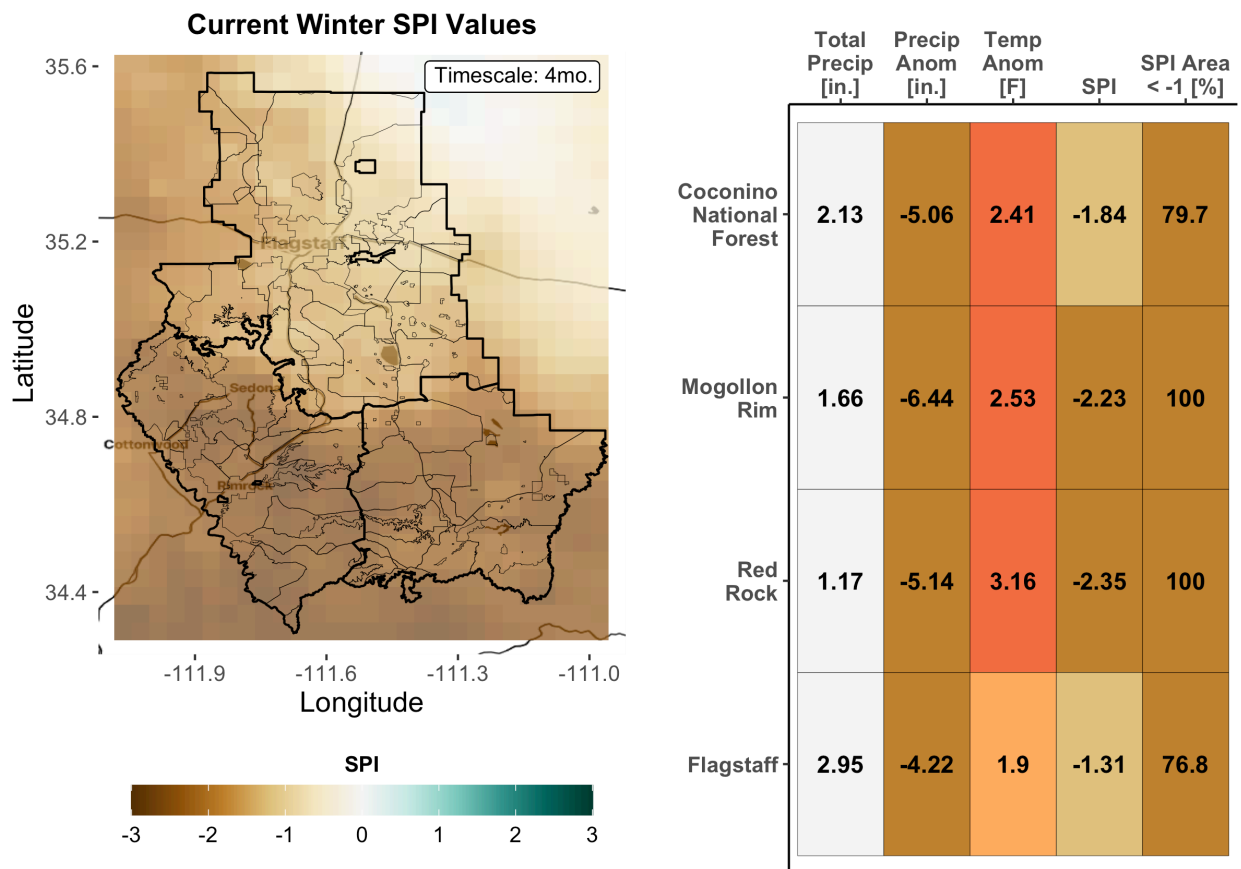 Current Winter SPI Values
Timescale: 4mo.
35.6
35.2
34.8
34.4
Latitude
Flagstaff
Sedona
Cottonwood
Rimrock
-111.9
-111.6
-111.3
-111.0
Longitude
SPI
-3
-2
-1
0
1
2
3
Total
Precip
[in.]
Precip
Anom
[in.]
Temp
Anom
[F]
SPI
SPI Area
< -1 [%]
Coconino
National
Forest
2.13
-5.06
2.41
-1.84
79.7
Mogollon
Rim
1.66
-6.44
2.53
-2.23
100
Red
Rock
1.17
-5.14
3.16
-2.35
100
Flagstaff
2.95
-4.22
1.9
-1.31
76.8